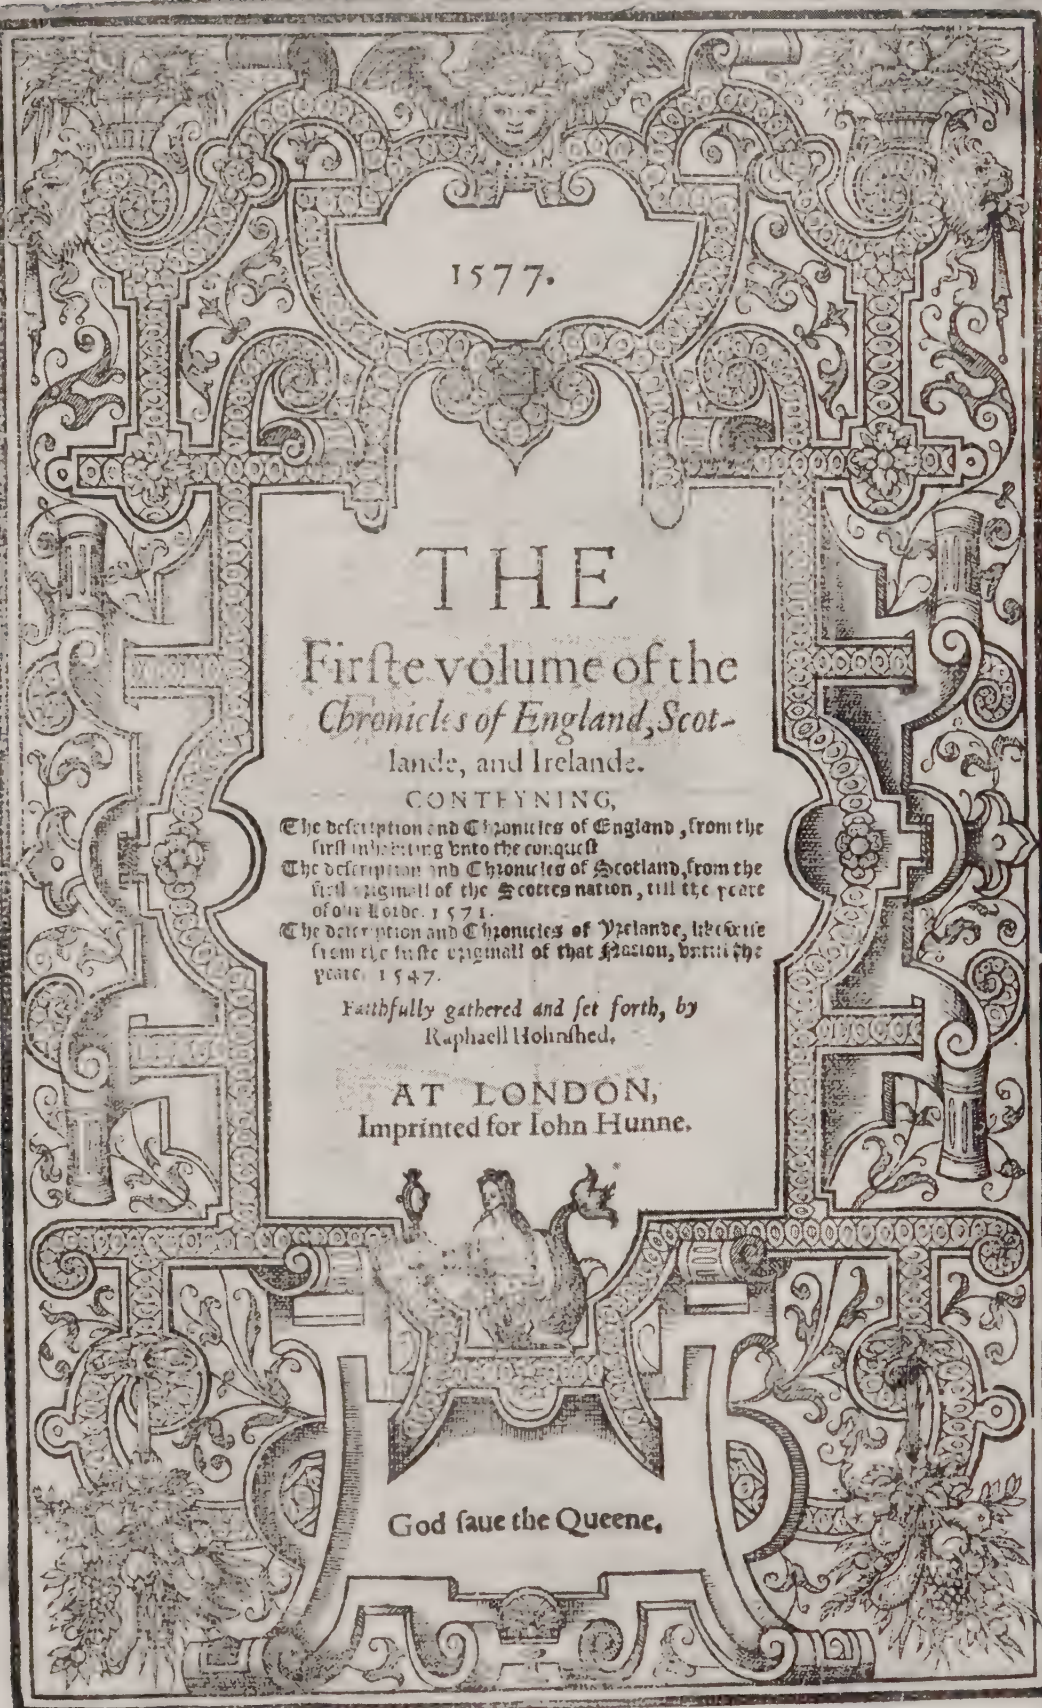 1577.
THE
Firſte volume of the
Chronicles of England, Scot-
lande, and Irelande.
CONTEYNING,
The deſcription and Chronicles of England, from the
firſt inhabiting vnto the conqueſt
The deſcription and Chronicles of Scotland, from the
firſt originall of the Scottes nation, till the yeare
of our Lorde. 1571.
The deſcription and Chronicles of Yrelande, likewiſe
from the firſte originall of that Nation, vntill the
yeare. 1547.
Faithfully gathered and ſet forth, by
Raphaell Holinſhed.
AT LONDON,
Imprinted for Iohn Hunne.
God ſaue the Queene.